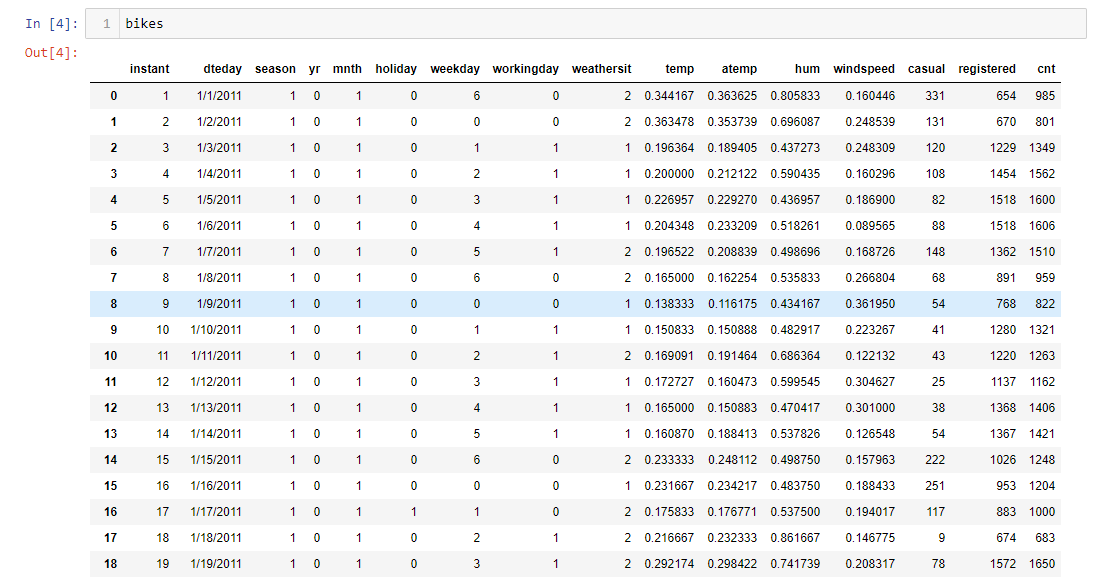 In [4]: 1 bikes
Out[4]:
instant dteday season yr mnth holiday weekday workingday weathersit temp atemp hum windspeed casual registered cnt
0 1 1/1/2011 1 0 1 0 6 0 2 0.344167 0.363625 0.805833 0.160446 331 654 985
1 2 1/2/2011 1 0 1 0 0 0 2 0.363478 0.353739 0.696087 0.248539 131 670 801
2 3 1/3/2011 1 0 1 0 1 1 1 0.196364 0.189405 0.437273 0.248309 120 1229 1349
3 4 1/4/2011 1 0 1 0 2 1 1 0.200000 0.212122 0.590435 0.160296 108 1454 1562
4 5 1/5/2011 1 0 1 0 3 1 1 0.226957 0.229270 0.436957 0.186900 82 1518 1600
5 6 1/6/2011 1 0 1 0 4 1 1 0.204348 0.233209 0.518261 0.089565 88 1518 1606
6 7 1/7/2011 1 0 1 0 5 1 2 0.196522 0.208839 0.498696 0.168726 148 1362 1510
7 8 1/8/2011 1 0 1 0 6 0 2 0.165000 0.162254 0.535833 0.266804 68 891 959
8 9 1/9/2011 1 0 1 0 0 0 1 0.138333 0.116175 0.434167 0.361950 54 768 822
9 10 1/10/2011 1 0 1 0 1 1 1 0.150833 0.150888 0.482917 0.223267 41 1280 1321
10 11 1/11/2011 1 0 1 0 2 1 2 0.169091 0.191464 0.686364 0.122132 43 1220 1263
11 12 1/12/2011 1 0 1 0 3 1 1 0.172727 0.160473 0.599545 0.304627 25 1137 1162
12 13 1/13/2011 1 0 1 0 4 1 1 0.165000 0.150883 0.470417 0.301000 38 1368 1406
13 14 1/14/2011 1 0 1 0 5 1 1 0.160870 0.188413 0.537826 0.126548 54 1367 1421
14 15 1/15/2011 1 0 1 0 6 0 2 0.233333 0.248112 0.498750 0.157963 222 1026 1248
15 16 1/16/2011 1 0 1 0 0 0 1 0.231667 0.234217 0.483750 0.188433 251 953 1204
16 17 1/17/2011 1 0 1 1 1 0 2 0.175833 0.176771 0.537500 0.194017 117 883 1000
17 18 1/18/2011 1 0 1 0 2 1 2 0.216667 0.232333 0.861667 0.146775 9 674 683
18 19 1/19/2011 1 0 1 0 3 1 2 0.292174 0.298422 0.741739 0.208317 78 1572 1650